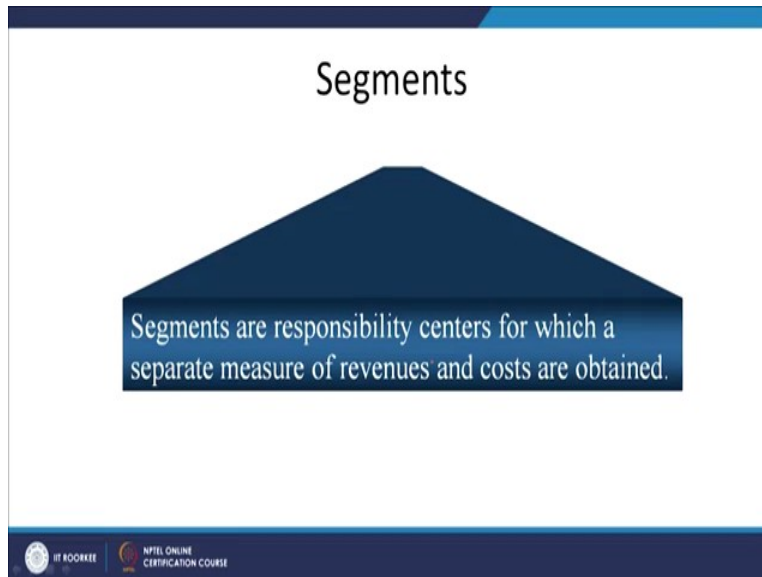 Segments
Segments are responsibility centers for which a
separate measure of revenues and costs are obtained.
IIT ROORKEE
NPTEL ONLINE
CERTIFICATION COURSE